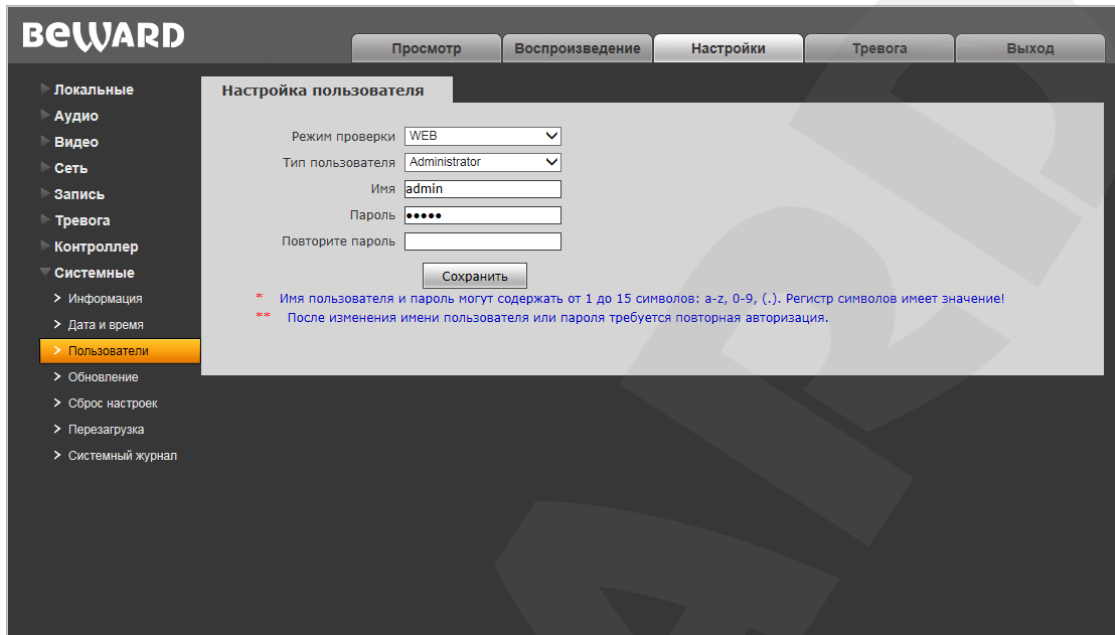 BEWARD
Просмотр Воспроизведение Настройки Тревога Выход
Локальные
Аудио
Видео
Сеть
Запись
Тревога
Контроллер
Системные
Информация
Дата и время
Пользователи
Обновление
Сброс настроек
Перезагрузка
Системный журнал
Настройка пользователя
Режим проверки WEB
Тип пользователя Administrator
Имя admin
Пароль •••••
Повторите пароль
Сохранить
* Имя пользователя и пароль могут содержать от 1 до 15 символов: a-z, 0-9, (.). Регистр символов имеет значение!
** После изменения имени пользователя или пароля требуется повторная авторизация.